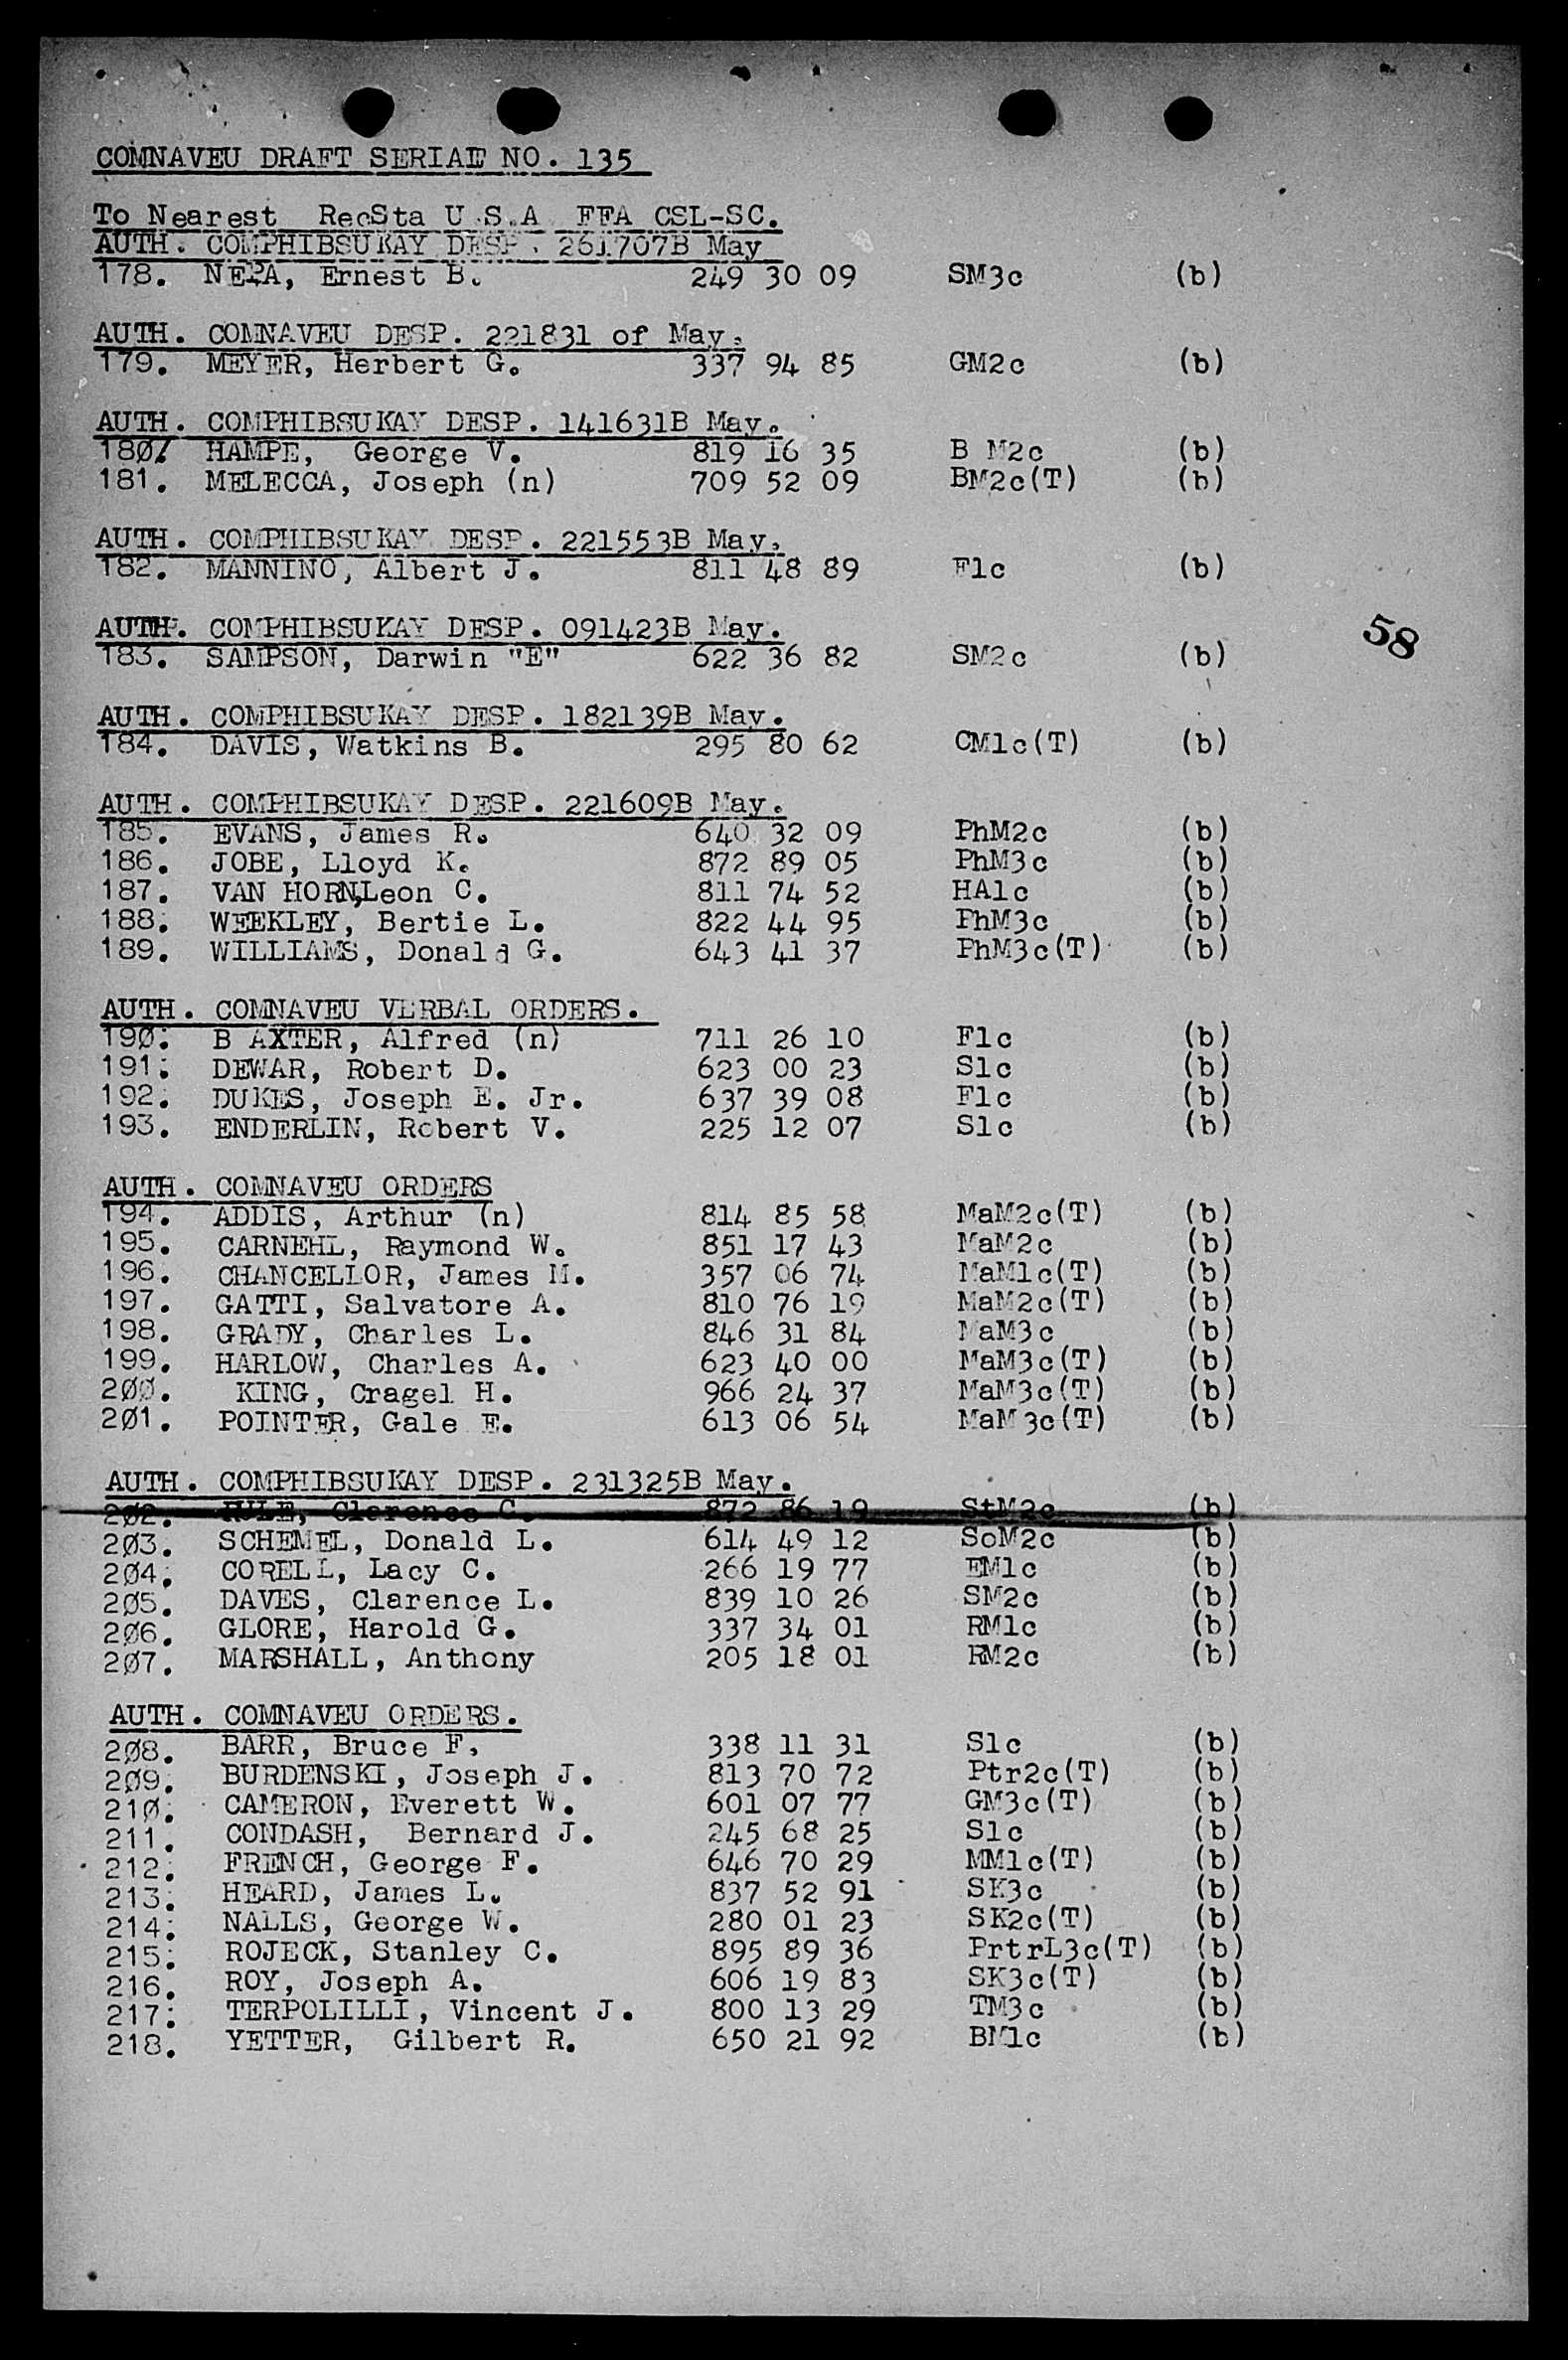 COMNAVEU DRAFT SERIAL NO. 135
To Nearest RecSta U.S.A FFA CSL-SC.
AUTH. COMPHIBSUKAY DESP. 261707B May
178. NEPA, Ernest B. 249 30 09 SM3c (b)
AUTH. COMNAVEU DESP. 221831 of May.
179. MEYER, Herbert G. 337 94 85 GM2c (b)
AUTH. COMPHIBSUKAY DESP. 141631B May.
180. HAMPE, George V. 819 16 35 B M2c (b)
181. MELECCA, Joseph (n) 709 52 09 BM2c(T) (b)
AUTH. COMPHIBSUKAY DESP. 221553B May.
182. MANNINO, Albert J. 811 48 89 F1c (b)
AUTH. COMPHIBSUKAY DESP. 091423B May.
58
183. SAMPSON, Darwin "E" 622 36 82 SM2c (b)
AUTH. COMPHIBSUKAY DESP. 182139B May.
184. DAVIS, Watkins B. 295 80 62 CM1c(T) (b)
AUTH. COMPHIBSUKAY DESP. 221609B May.
185. EVANS, James R. 640 32 09 PhM2c (b)
186. JOBE, Lloyd K. 872 89 05 PhM3c (b)
187. VAN HORN,Leon C. 811 74 52 HA1c (b)
188. WEEKLEY, Bertie L. 822 44 95 PhM3c (b)
189. WILLIAMS, Donald G. 643 41 37 PhM3c(T) (b)
AUTH. COMNAVEU VERBAL ORDERS.
190. B AXTER, Alfred (n) 711 26 10 F1c (b)
191. DEWAR, Robert D. 623 00 23 S1c (b)
192. DUKES, Joseph E. Jr. 637 39 08 F1c (b)
193. ENDERLIN, Robert V. 225 12 07 S1c (b)
AUTH. COMNAVEU ORDERS
194. ADDIS, Arthur (n) 814 85 58 MaM2c(T) (b)
195. CARNEHL, Raymond W. 851 17 43 MaM2c (b)
196. CHANCELLOR, James M. 357 06 74 MaM1c(T) (b)
197. GATTI, Salvatore A. 810 76 19 MaM2c(T) (b)
198. GRADY, Charles L. 846 31 84 MaM3c (b)
199. HARLOW, Charles A. 623 40 00 MaM3c(T) (b)
200. KING, Cragel H. 966 24 37 MaM3c(T) (b)
201. POINTER, Gale E. 613 06 54 MaM3c(T) (b)
AUTH. COMPHIBSUKAY DESP. 231325B May.
202. Clarence C. 872 86 19 StM2c (b)
203. SCHEMEL, Donald L. 614 49 12 SoM2c (b)
204. CORELL, Lacy C. 266 19 77 EM1c (b)
205. DAVES, Clarence L. 839 10 26 SM2c (b)
206. GLORE, Harold G. 337 34 01 RM1c (b)
207. MARSHALL, Anthony 205 18 01 RM2c (b)
AUTH. COMNAVEU ORDERS.
208. BARR, Bruce F. 338 11 31 S1c (b)
209. BURDENSKI, Joseph J. 813 70 72 Ptr2c(T) (b)
210. CAMERON, Everett W. 601 07 77 GM3c(T) (b)
211. CONDASH, Bernard J. 245 68 25 S1c (b)
212. FRENCH, George F. 646 70 29 MM1c(T) (b)
213. HEARD, James L. 837 52 91 SK3c (b)
214. NALLS, George W. 280 01 23 SK2c(T) (b)
215. ROJECK, Stanley C. 895 89 36 PrtrL3c(T) (b)
216. ROY, Joseph A. 606 19 83 SK3c(T) (b)
217. TERPOLILLI, Vincent J. 800 13 29 TM3c (b)
218. YETTER, Gilbert R. 650 21 92 BM1c (b)